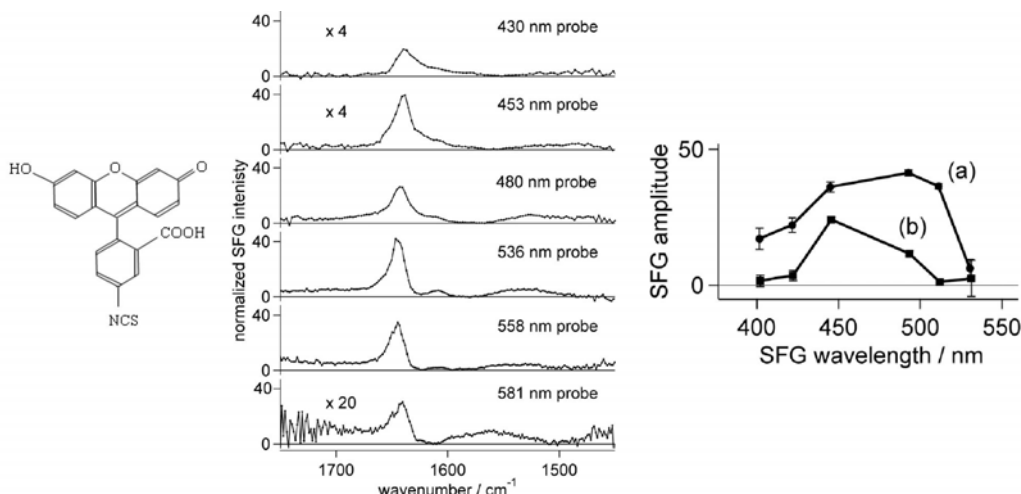 HO
O
O
COOH
NCS
normalized SFG intenisty
40
0
x 4
430 nm probe
40
0
x 4
453 nm probe
40
0
480 nm probe
40
0
536 nm probe
40
0
558 nm probe
40
0
x 20
581 nm probe
1700
1600
1500
wavenumber / cm⁻¹
SFG amplitude
50
0
(a)
(b)
400
450
500
550
SFG wavelength / nm